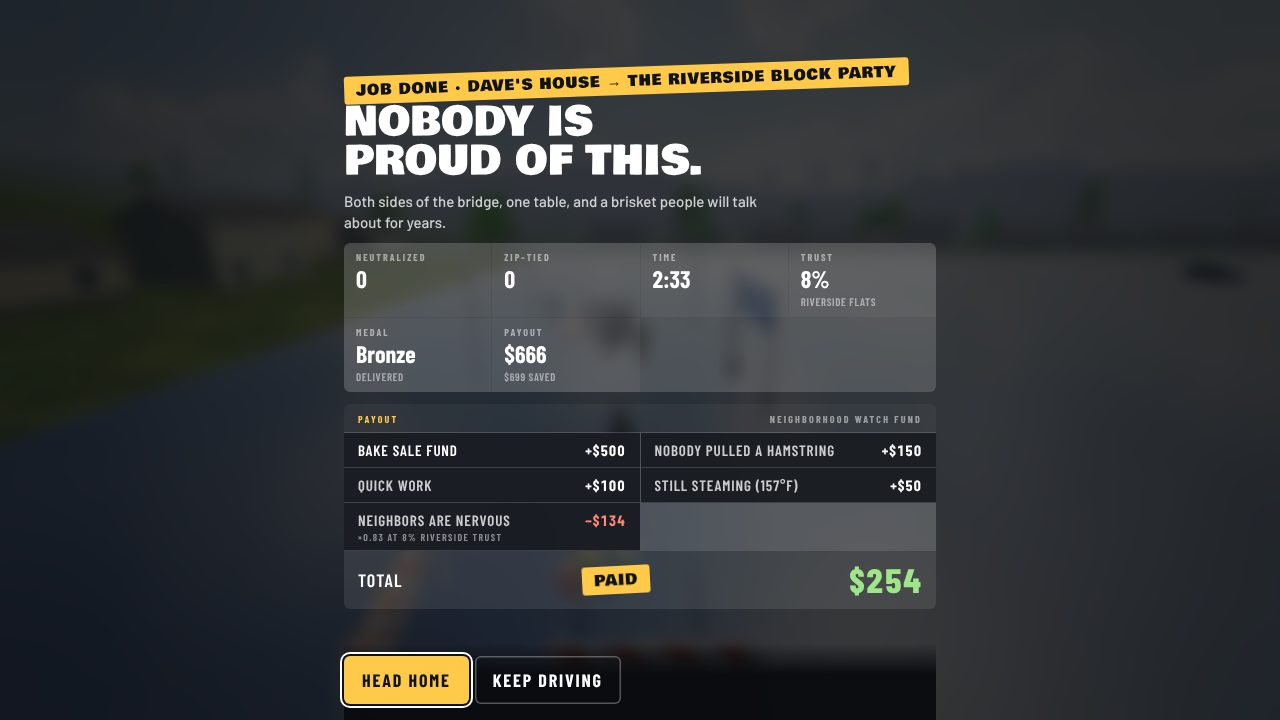 JOB DONE · DAVE'S HOUSE → THE RIVERSIDE BLOCK PARTY
NOBODY IS
PROUD OF THIS.
Both sides of the bridge, one table, and a brisket people will talk
about for years.
NEUTRALIZED
0
ZIP-TIED
0
TIME
2:33
TRUST
8%
RIVERSIDE FLATS
MEDAL
Bronze
DELIVERED
PAYOUT
$666
$699 SAVED
PAYOUT
NEIGHBORHOOD WATCH FUND
BAKE SALE FUND +$500
NOBODY PULLED A HAMSTRING +$150
QUICK WORK +$100
STILL STEAMING (157°F) +$50
NEIGHBORS ARE NERVOUS −$134
×0.83 AT 8% RIVERSIDE TRUST
TOTAL PAID $254
HEAD HOME
KEEP DRIVING